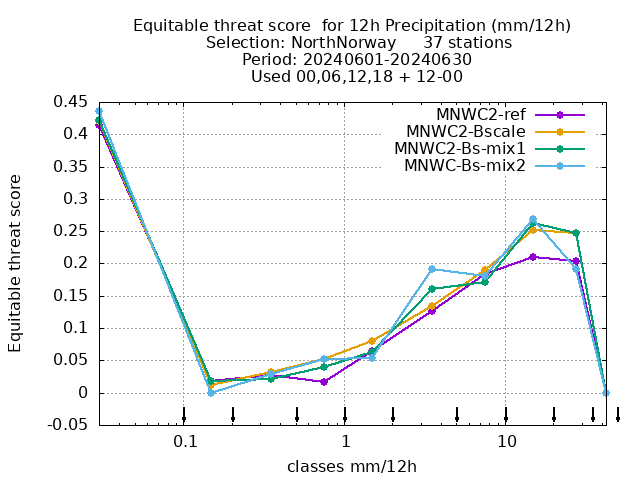 Equitable threat score  for 12h Precipitation (mm/12h)
Selection: NorthNorway     37 stations
Period: 20240601-20240630
Used 00,06,12,18 + 12-00
MNWC2-ref
MNWC2-Bscale
MNWC2-Bs-mix1
MNWC-Bs-mix2
Equitable threat score
0.45
0.4
0.35
0.3
0.25
0.2
0.15
0.1
0.05
0
-0.05
0.1
1
10
classes mm/12h